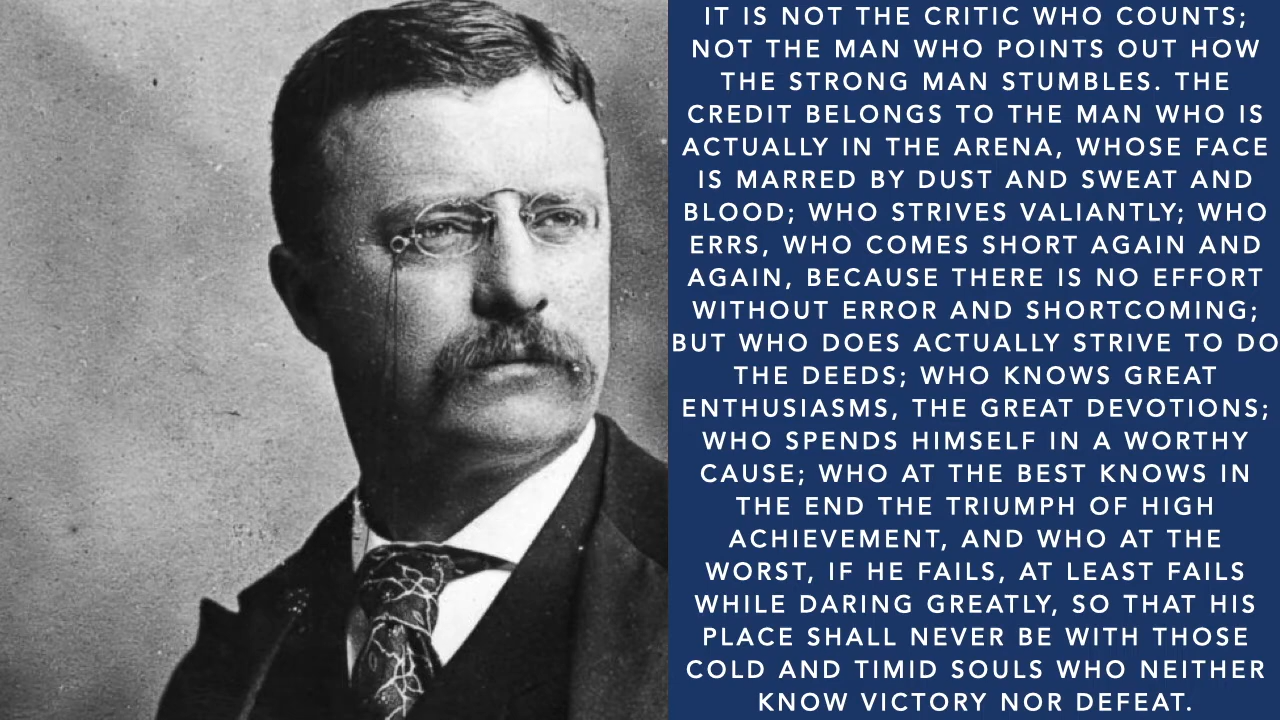 IT IS NOT THE CRITIC WHO COUNTS;
NOT THE MAN WHO POINTS OUT HOW
THE STRONG MAN STUMBLES. THE
CREDIT BELONGS TO THE MAN WHO IS
ACTUALLY IN THE ARENA, WHOSE FACE
IS MARRED BY DUST AND SWEAT AND
BLOOD; WHO STRIVES VALIANTLY; WHO
ERRS, WHO COMES SHORT AGAIN AND
AGAIN, BECAUSE THERE IS NO EFFORT
WITHOUT ERROR AND SHORTCOMING;
BUT WHO DOES ACTUALLY STRIVE TO DO
THE DEEDS; WHO KNOWS GREAT
ENTHUSIASMS, THE GREAT DEVOTIONS;
WHO SPENDS HIMSELF IN A WORTHY
CAUSE; WHO AT THE BEST KNOWS IN
THE END THE TRIUMPH OF HIGH
ACHIEVEMENT, AND WHO AT THE
WORST, IF HE FAILS, AT LEAST FAILS
WHILE DARING GREATLY, SO THAT HIS
PLACE SHALL NEVER BE WITH THOSE
COLD AND TIMID SOULS WHO NEITHER
KNOW VICTORY NOR DEFEAT.